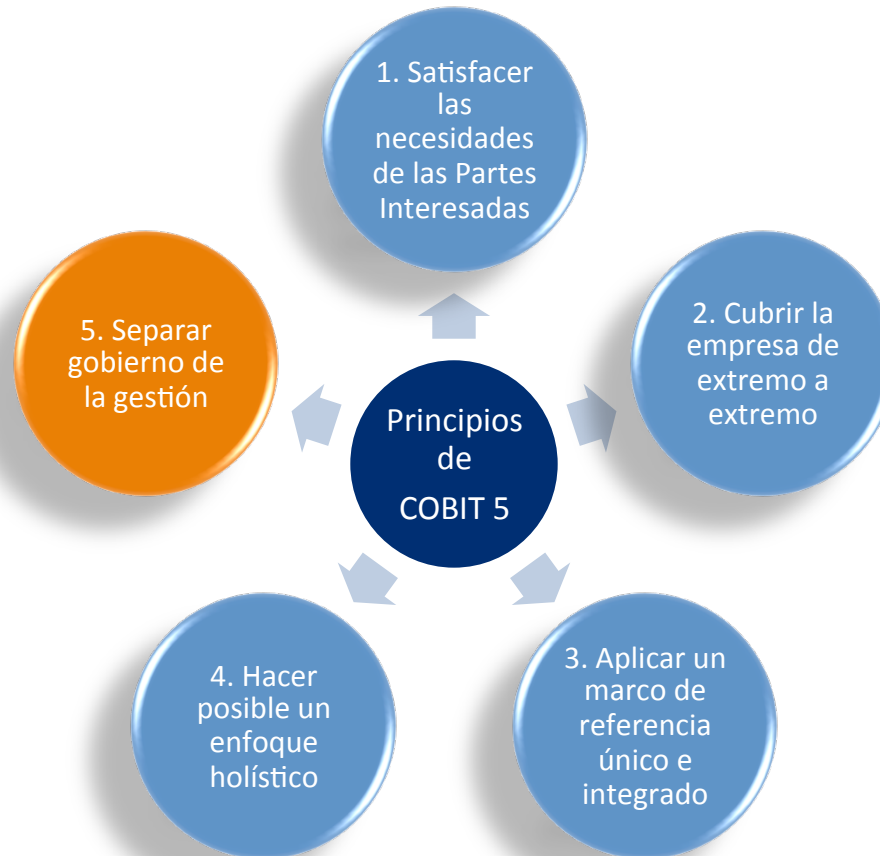 1. Satisfacer
las
necesidades
de las Partes
Interesadas
2. Cubrir la
empresa de
extremo a
extremo
3. Aplicar un
marco de
referencia
único e
integrado
4. Hacer
posible un
enfoque
holístico
5. Separar
gobierno de
la gestión
Principios
de
COBIT 5